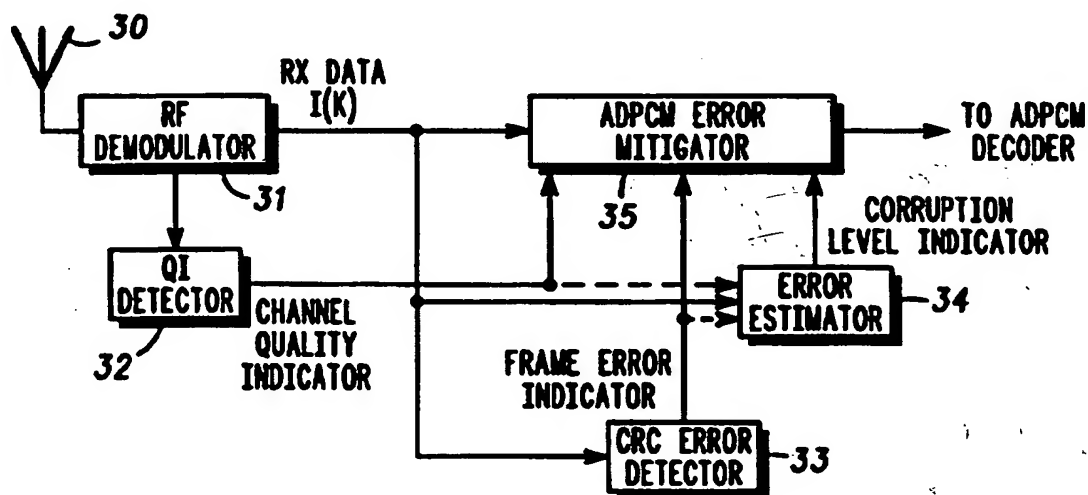 30
RF
DEMODULATOR
31
RX DATA
I(K)
ADPCM ERROR
MITIGATOR
35
TO ADPCM
DECODER
QI
DETECTOR
32
CHANNEL
QUALITY
INDICATOR
CORRUPTION
LEVEL INDICATOR
ERROR
ESTIMATOR
34
FRAME ERROR
INDICATOR
CRC ERROR
DETECTOR
33